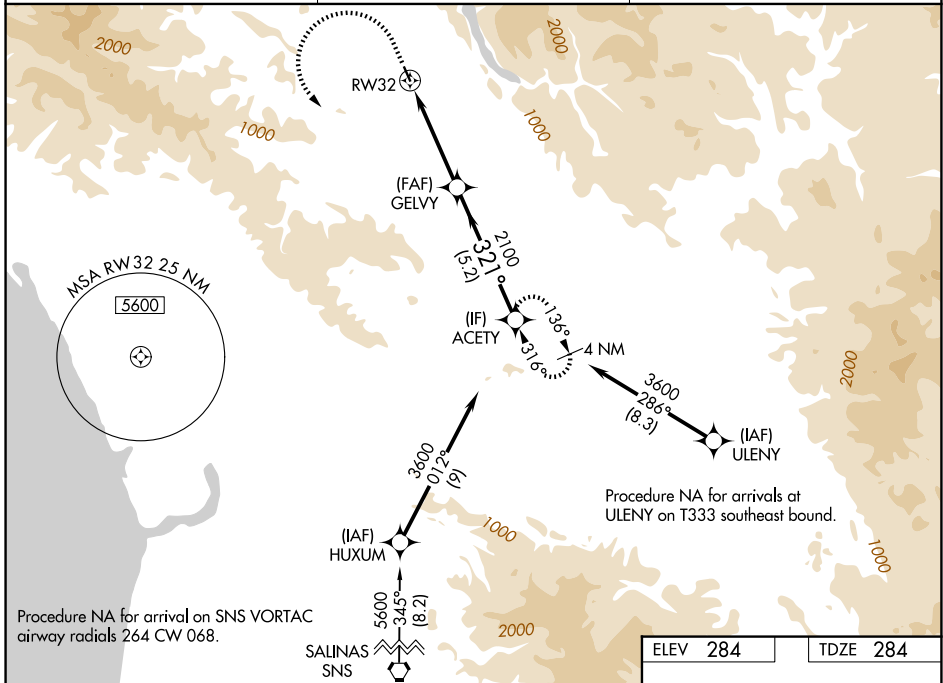 2000
2000
RW32
1000
1000
(FAF)
GELVY
2100
321°
(5.2)
MSA RW32 25 NM
5600
(IF)
ACETY
136°
316°
4 NM
2000
3600
286°
(8.3)
(IAF)
ULENY
3600
012°
(9)
Procedure NA for arrivals at
ULENY on T333 southeast bound.
1000
1000
(IAF)
HUXUM
5600
345°
(8.2)
Procedure NA for arrival on SNS VORTAC
airway radials 264 CW 068.
2000
SALINAS
SNS
ELEV 284
TDZE 284